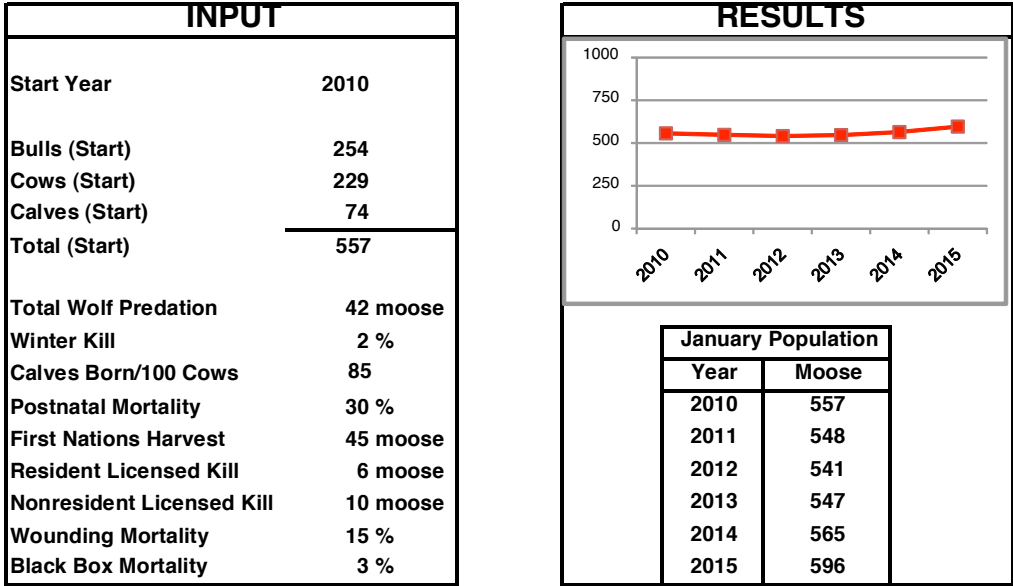 INPUT
Start Year 2010
Bulls (Start) 254
Cows (Start) 229
Calves (Start) 74
Total (Start) 557
Total Wolf Predation 42 moose
Winter Kill 2 %
Calves Born/100 Cows 85
Postnatal Mortality 30 %
First Nations Harvest 45 moose
Resident Licensed Kill 6 moose
Nonresident Licensed Kill 10 moose
Wounding Mortality 15 %
Black Box Mortality 3 %
RESULTS
1000
750
500
250
0
2010 2011 2012 2013 2014 2015
January Population
Year Moose
2010 557
2011 548
2012 541
2013 547
2014 565
2015 596